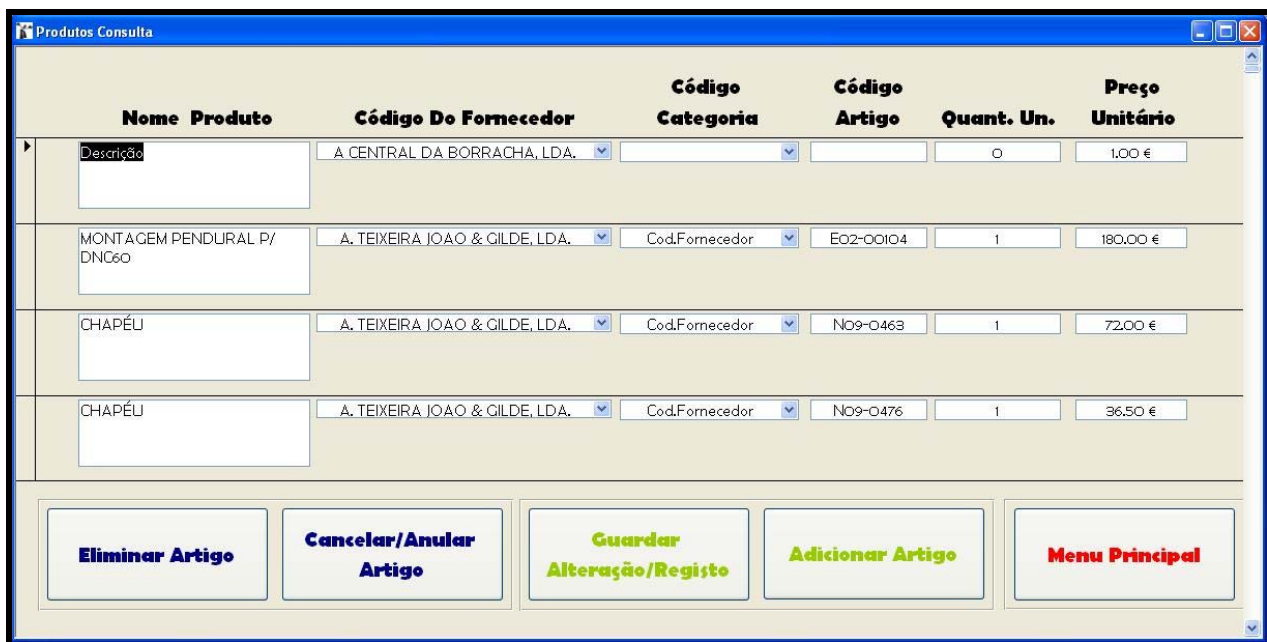 Produtos Consulta
Código Código Preço
Nome Produto Código Do Fornecedor Categoria Artigo Quant. Un. Unitário
Descrição A CENTRAL DA BORRACHA, LDA. 0 1.00 €
MONTAGEM PENDURAL P/ A. TEIXEIRA JOAO & GILDE, LDA. Cod.Fornecedor E02-00104 1 180.00 €
DNC60
CHAPÉU A. TEIXEIRA JOAO & GILDE, LDA. Cod.Fornecedor N09-0463 1 72.00 €
CHAPÉU A. TEIXEIRA JOAO & GILDE, LDA. Cod.Fornecedor N09-0476 1 36.50 €
Cancelar/Anular Guardar
Eliminar Artigo Artigo Alteração/Registo Adicionar Artigo Menu Principal